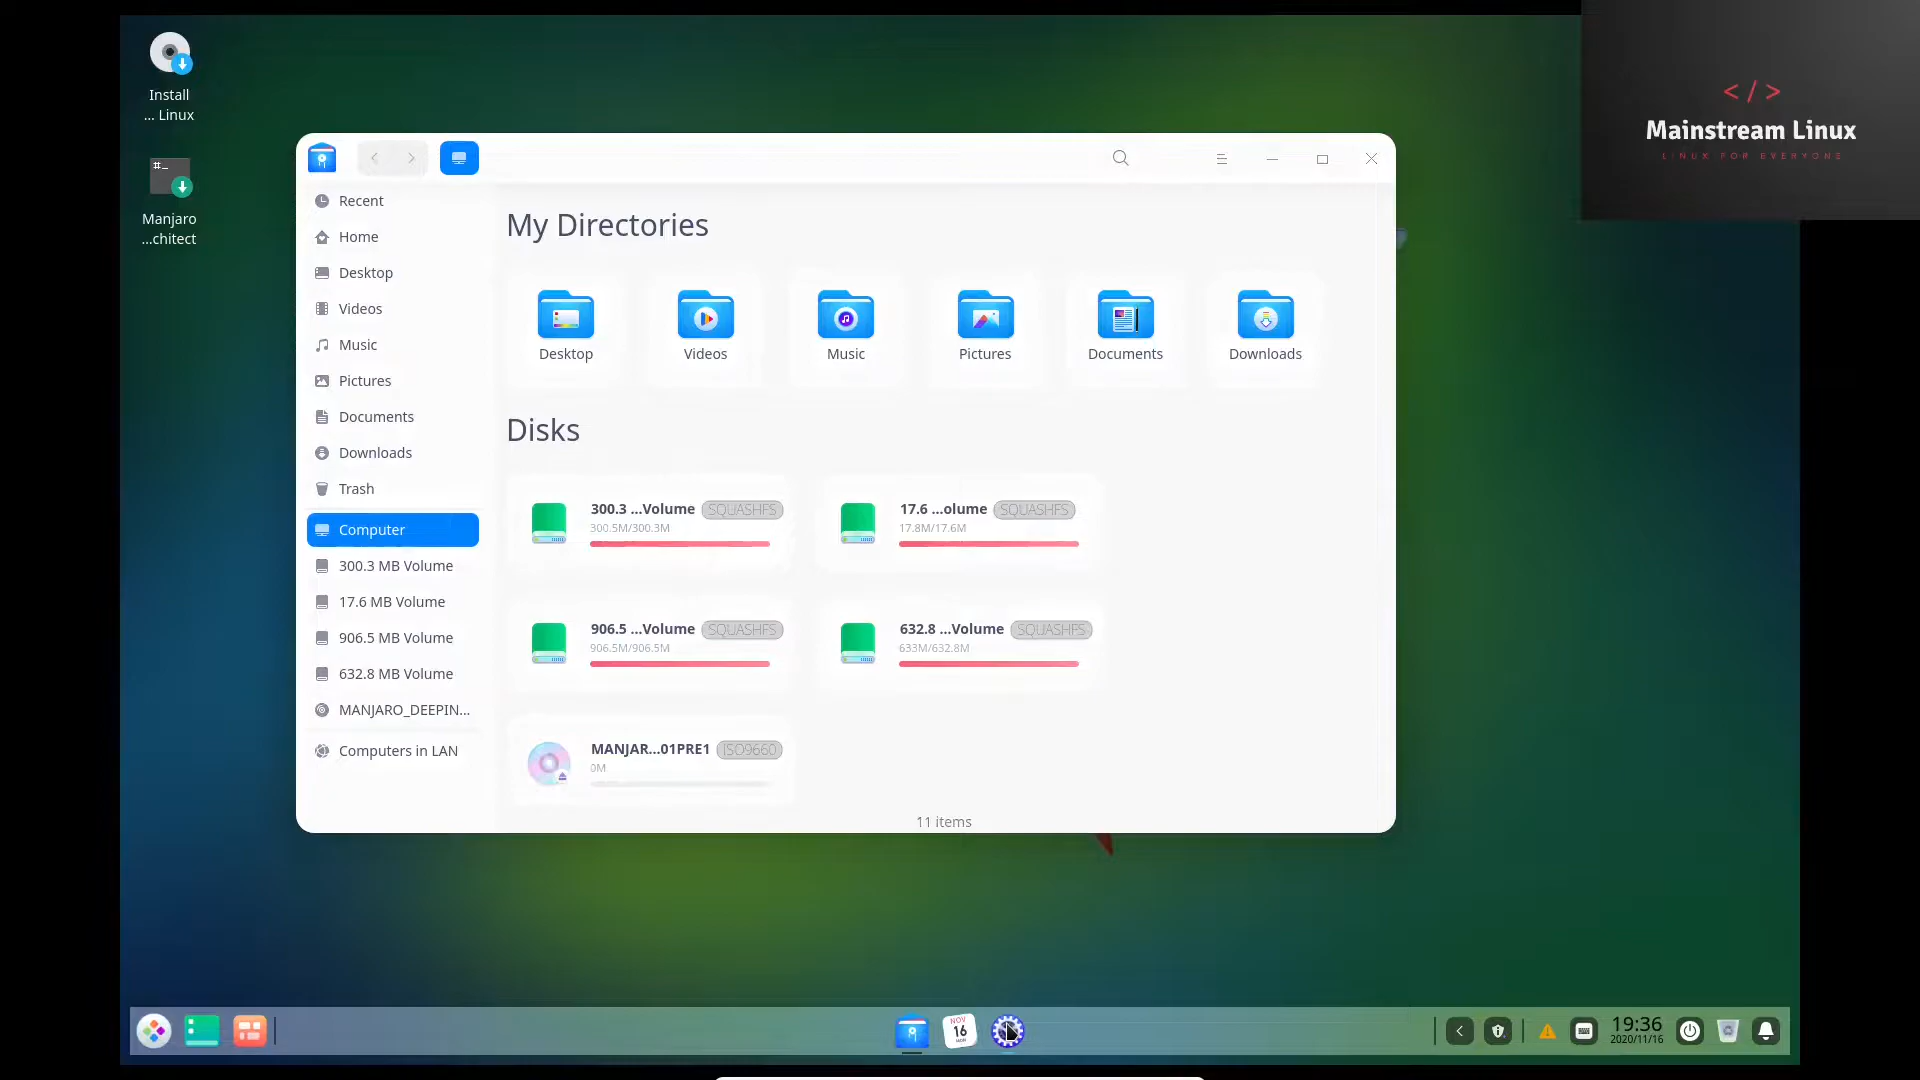 Install
... Linux
#_
Manjaro
...chitect
</>
Mainstream Linux
LINUX FOR EVERYONE
Recent
Home
Desktop
Videos
Music
Pictures
Documents
Downloads
Trash
Computer
300.3 MB Volume
17.6 MB Volume
906.5 MB Volume
632.8 MB Volume
MANJARO_DEEPIN...
Computers in LAN
My Directories
Desktop
Videos
Music
Pictures
Documents
Downloads
Disks
300.3 ...Volume SQUASHFS
300.5M/300.3M
17.6 ...olume SQUASHFS
17.8M/17.6M
906.5 ...Volume SQUASHFS
906.5M/906.5M
632.8 ...Volume SQUASHFS
633M/632.8M
MANJAR...01PRE1 ISO9660
0M
11 items
NOV
16
MON
19:36
2020/11/16